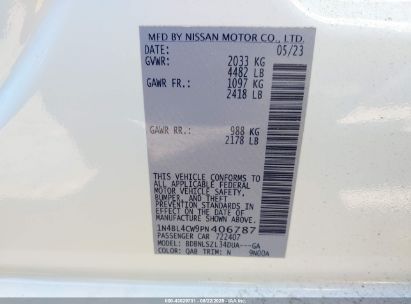 MFD BY NISSAN MOTOR CO., LTD.
DATE: 05/23
GVWR: 2033 KG
4482 LB
GAWR FR.: 1097 KG
2418 LB
GAWR RR.: 988 KG
2178 LB
THIS VEHICLE CONFORMS TO ALL
APPLICABLE FEDERAL
MOTOR VEHICLE SAFETY,
BUMPER, AND THEFT
PREVENTION STANDARDS IN
EFFECT ON THE DATE OF
MANUFACTURE SHOWN ABOVE.
1N4BL4CW9PN406787
PASSENGER CAR 722407
MODEL: BDBNLSZL34DUA---GA
COLOR: QAB TRIM: N 9N00A